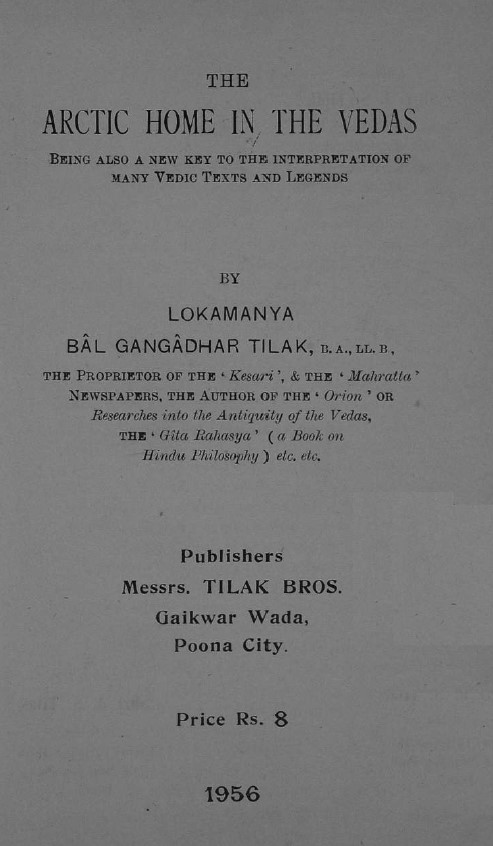 THE
ARCTIC HOME IN THE VEDAS
BEING ALSO A NEW KEY TO THE INTERPRETATION OF
MANY VEDIC TEXTS AND LEGENDS
BY
LOKAMANYA
BÂL GANGÂDHAR TILAK, B. A., LL. B,
THE PROPRIETOR OF THE ‘ Kesari’, & THE ‘ Mahratta’
NEWSPAPERS, THE AUTHOR OF THE ‘ Orion ’ OR
Researches into the Antiquity of the Vedas,
THE ‘ Gîta Rahasya’ ( a Book on
Hindu Philosophy ) etc. etc.
Publishers
Messrs. TILAK BROS.
Gaikwar Wada,
Poona City.
Price Rs. 8
1956